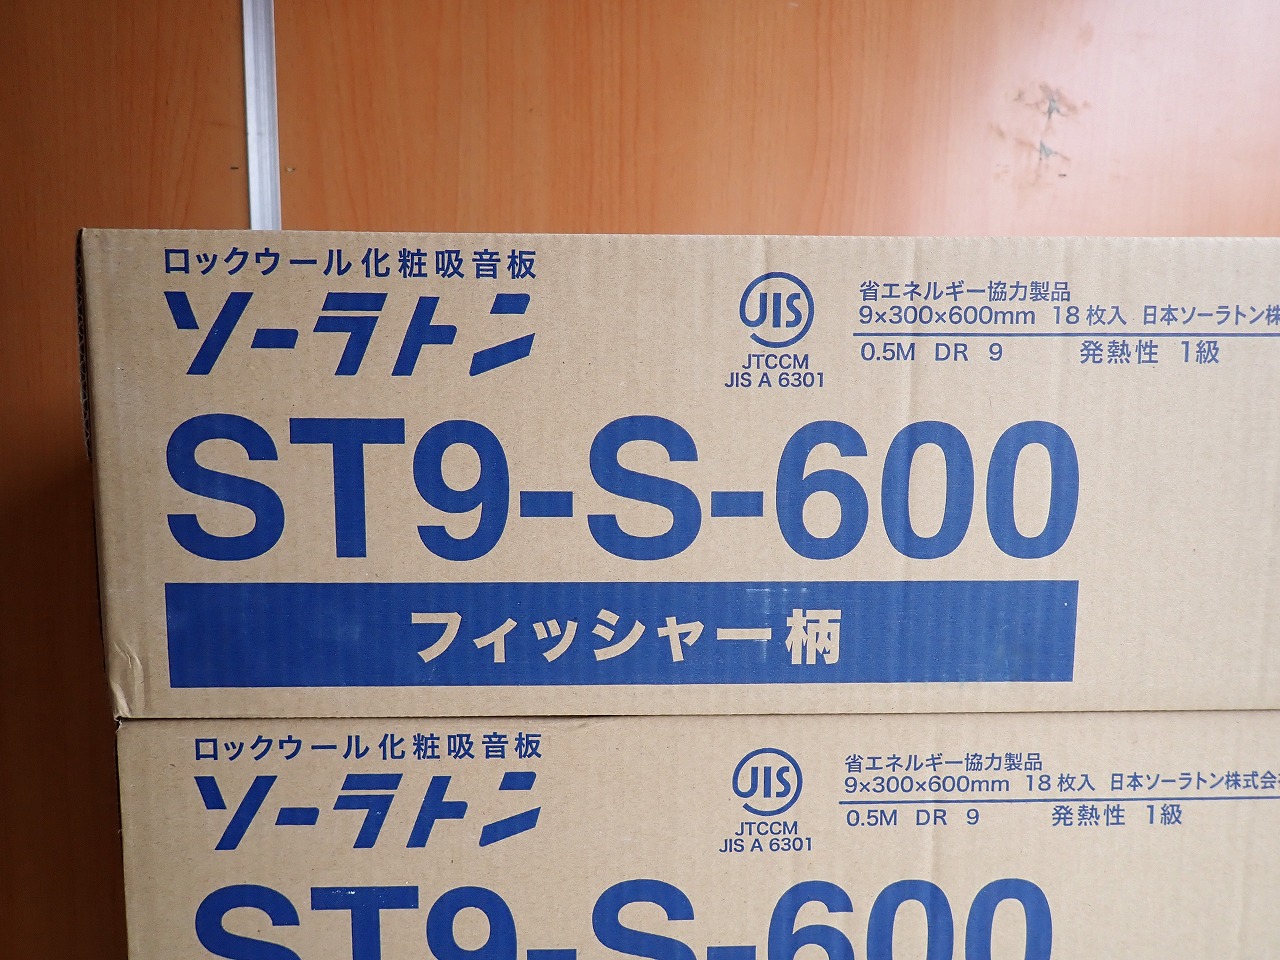 ロックウール化粧吸音板
ソーラトン
JIS
JTCCM
JIS A 6301
省エネルギー協力製品
9×300×600mm 18枚入 日本ソーラトン株
0.5M DR 9 発熱性 1級
ST9-S-600
フィッシャー柄
ロックウール化粧吸音板
ソーラトン
JIS
JTCCM
JIS A 6301
省エネルギー協力製品
9×300×600mm 18枚入 日本ソーラトン株式会
0.5M DR 9 発熱性 1級
ST9-S-600